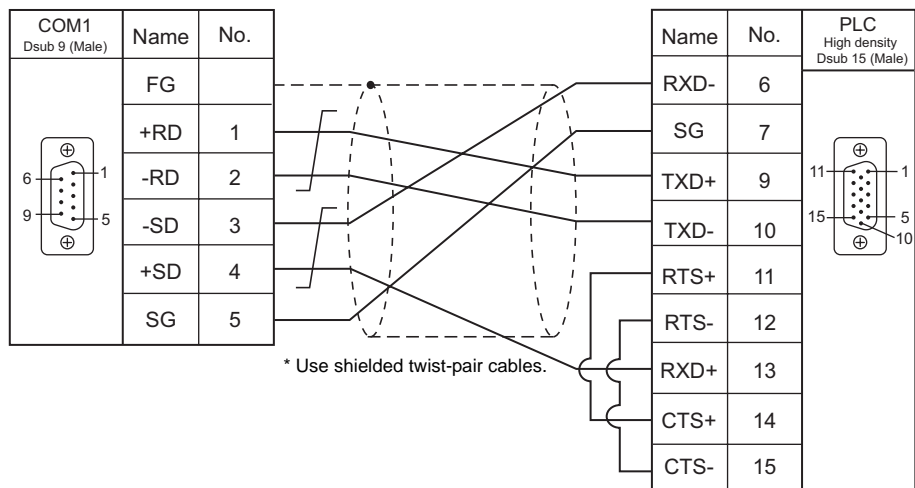 COM1
Dsub 9 (Male)
Name No.
FG
+RD 1
-RD 2
-SD 3
+SD 4
SG 5
6 1
9 5
* Use shielded twist-pair cables.
Name No.
RXD- 6
SG 7
TXD+ 9
TXD- 10
RTS+ 11
RTS- 12
RXD+ 13
CTS+ 14
CTS- 15
PLC
High density
Dsub 15 (Male)
11 1
15 5
10